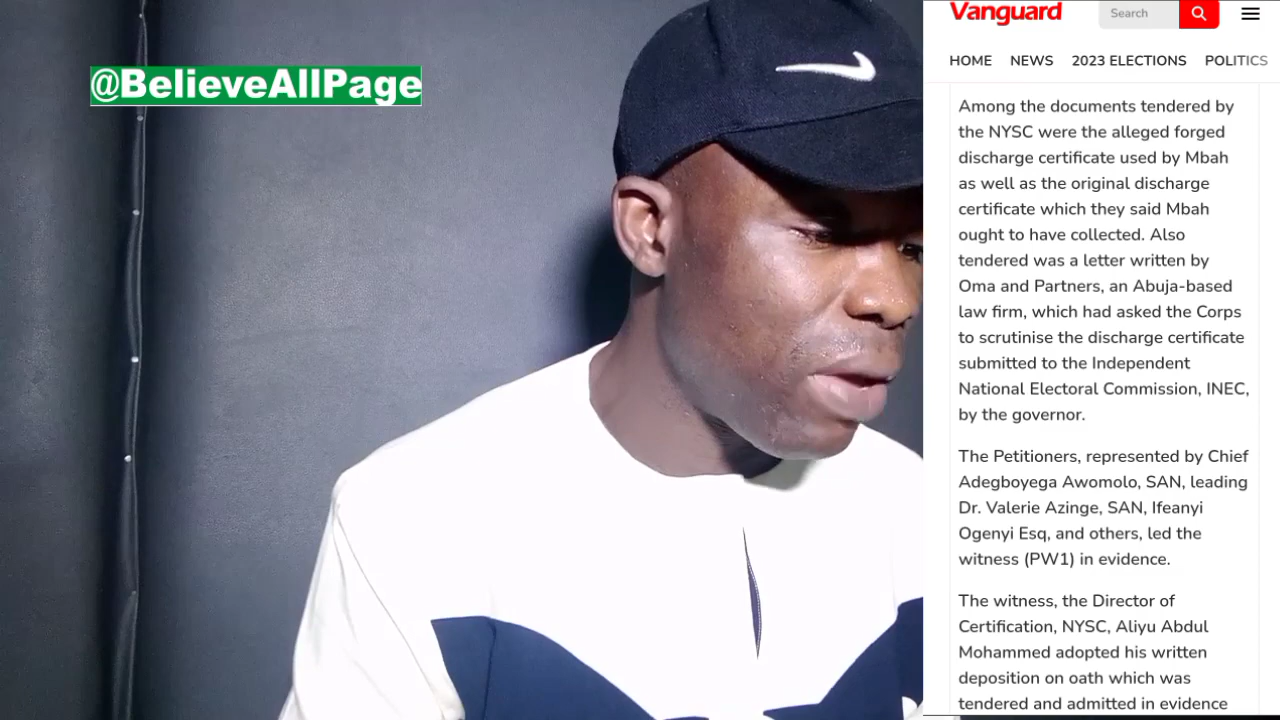 @BelieveAllPage
Vanguard
Search
HOME NEWS 2023 ELECTIONS POLITICS
Among the documents tendered by
the NYSC were the alleged forged
discharge certificate used by Mbah
as well as the original discharge
certificate which they said Mbah
ought to have collected. Also
tendered was a letter written by
Oma and Partners, an Abuja-based
law firm, which had asked the Corps
to scrutinise the discharge certificate
submitted to the Independent
National Electoral Commission, INEC,
by the governor.
The Petitioners, represented by Chief
Adegboyega Awomolo, SAN, leading
Dr. Valerie Azinge, SAN, Ifeanyi
Ogenyi Esq, and others, led the
witness (PW1) in evidence.
The witness, the Director of
Certification, NYSC, Aliyu Abdul
Mohammed adopted his written
deposition on oath which was
tendered and admitted in evidence